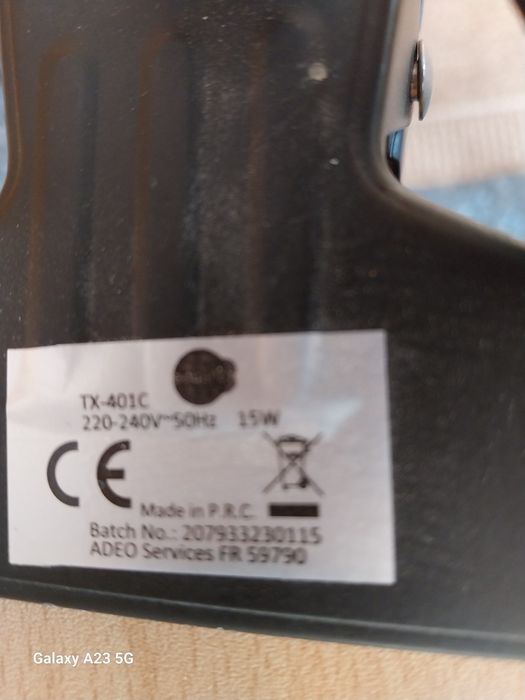 TX-401C
220-240V~50Hz 15W
CE
Made in P.R.C.
Batch No.: 207933230115
ADEO Services FR 59790
Galaxy A23 5G